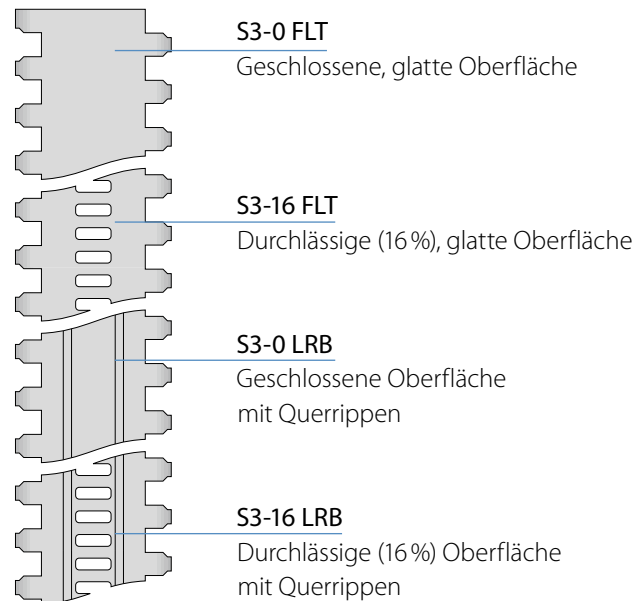 S3-0 FLT
Geschlossene, glatte Oberfläche
S3-16 FLT
Durchlässige (16 %), glatte Oberfläche
S3-0 LRB
Geschlossene Oberfläche
mit Querrippen
S3-16 LRB
Durchlässige (16 %) Oberfläche
mit Querrippen